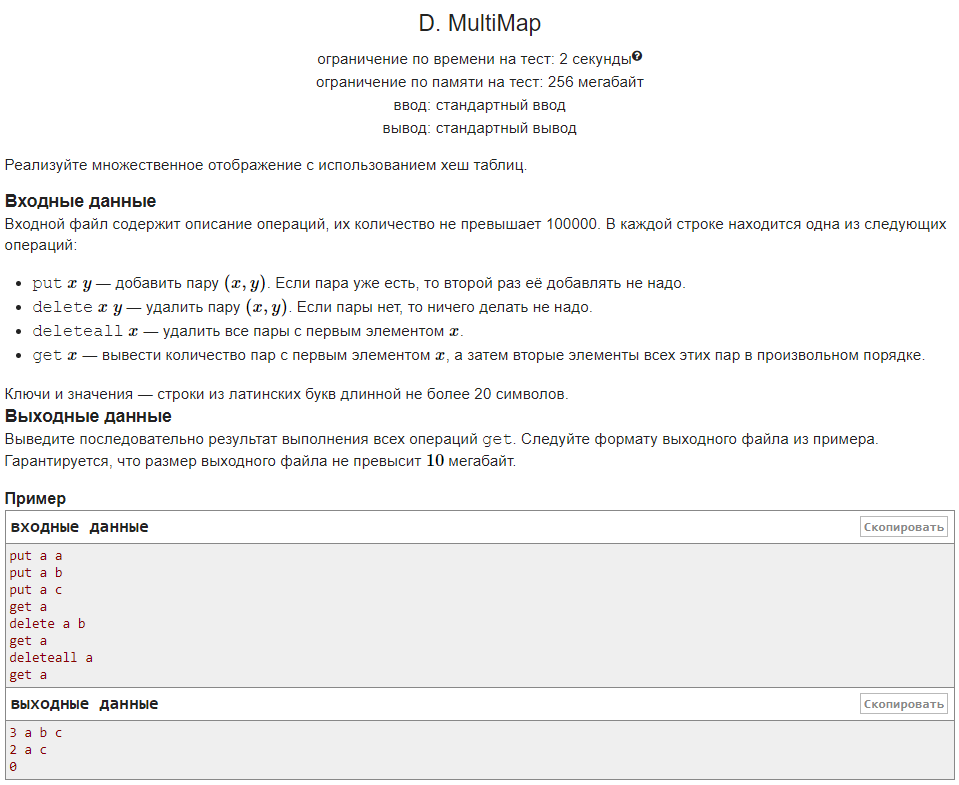 D. MultiMap
ограничение по времени на тест: 2 секунды?
ограничение по памяти на тест: 256 мегабайт
ввод: стандартный ввод
вывод: стандартный вывод
Реализуйте множественное отображение с использованием хеш таблиц.
Входные данные
Входной файл содержит описание операций, их количество не превышает 100000. В каждой строке находится одна из следующих
операций:
• put x y — добавить пару (x, y). Если пара уже есть, то второй раз её добавлять не надо.
• delete x y — удалить пару (x, y). Если пары нет, то ничего делать не надо.
• deleteall x — удалить все пары с первым элементом x.
• get x — вывести количество пар с первым элементом x, а затем вторые элементы всех этих пар в произвольном порядке.
Ключи и значения — строки из латинских букв длинной не более 20 символов.
Выходные данные
Выведите последовательно результат выполнения всех операций get. Следуйте формату выходного файла из примера.
Гарантируется, что размер выходного файла не превысит 10 мегабайт.
Пример
входные данные Скопировать
put a a
put a b
put a c
get a
delete a b
get a
deleteall a
get a
выходные данные Скопировать
3 a b c
2 a c
0